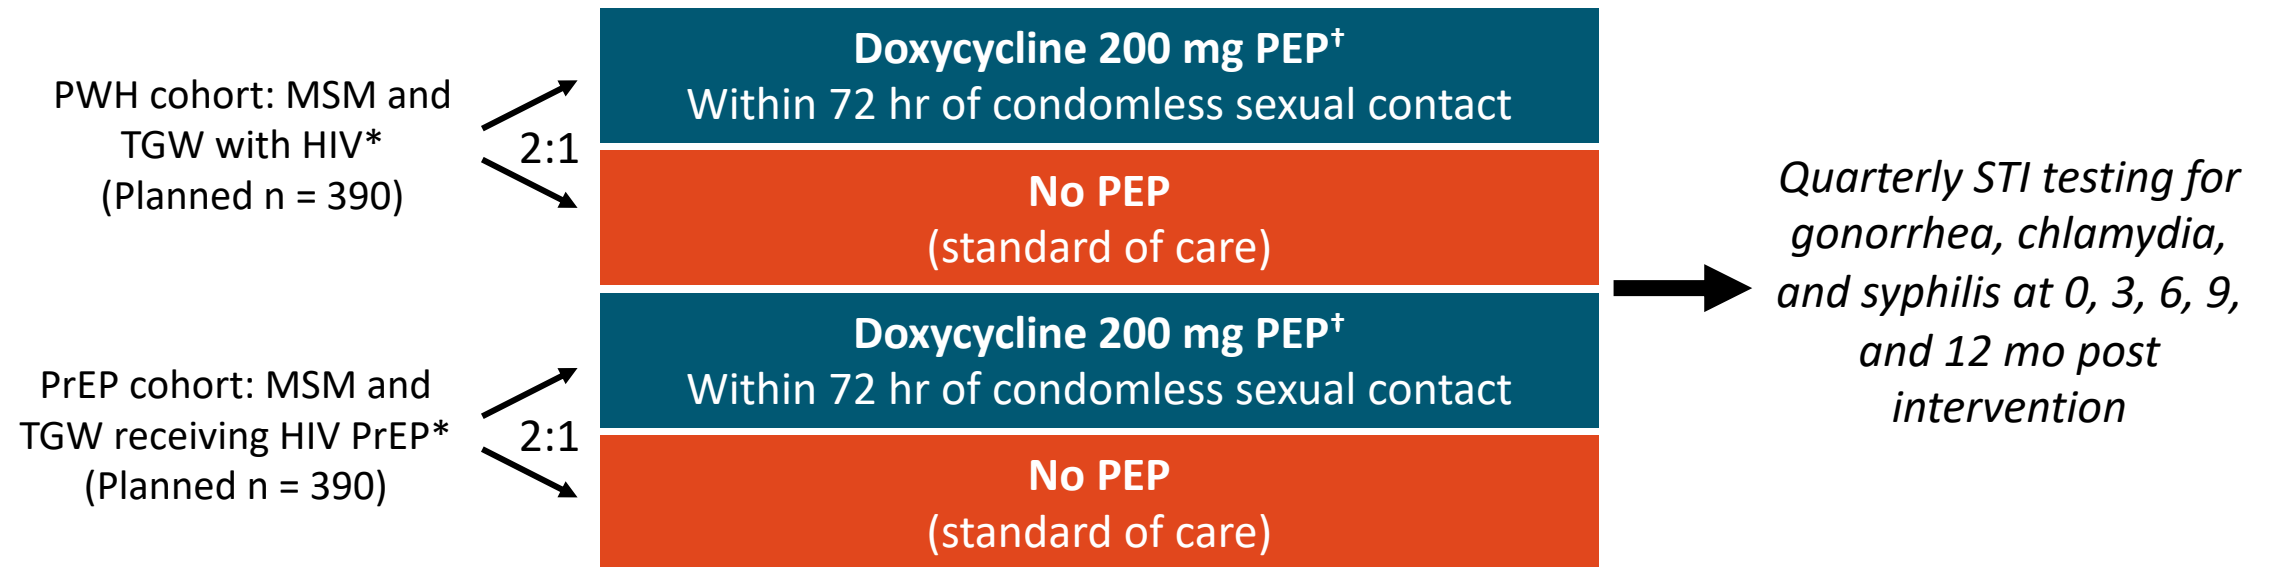 PWH cohort: MSM and
TGW with HIV*
(Planned n = 390)
2:1
Doxycycline 200 mg PEP†
Within 72 hr of condomless sexual contact
No PEP
(standard of care)
PrEP cohort: MSM and
TGW receiving HIV PrEP*
(Planned n = 390)
2:1
Doxycycline 200 mg PEP†
Within 72 hr of condomless sexual contact
No PEP
(standard of care)
Quarterly STI testing for
gonorrhea, chlamydia,
and syphilis at 0, 3, 6, 9,
and 12 mo post
intervention